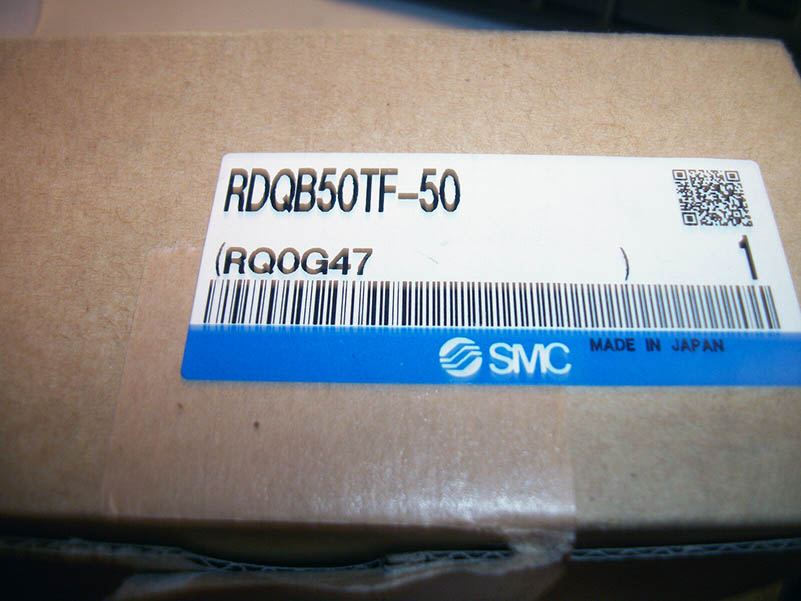 RDQB50TF-50
(RQ0G47 ) 1
SMC MADE IN JAPAN